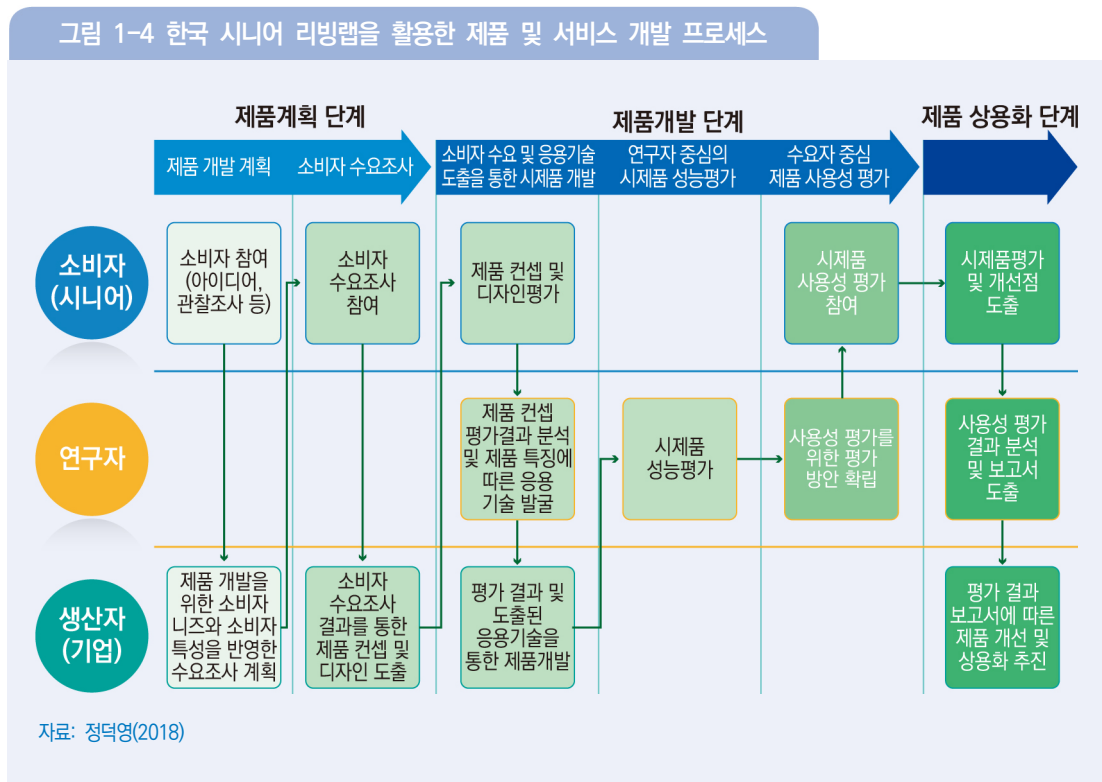 그림 1-4 한국 시니어 리빙랩을 활용한 제품 및 서비스 개발 프로세스
제품계획 단계
제품개발 단계
제품 상용화 단계
제품 개발 계획
소비자 수요조사
소비자 수요 및 응용기술
도출을 통한 시제품 개발
연구자 중심의
시제품 성능평가
수요자 중심
제품 사용성 평가
소비자
(시니어)
소비자 참여
(아이디어,
관찰조사 등)
소비자
수요조사
참여
제품 컨셉 및
디자인평가
시제품
사용성 평가
참여
시제품평가
및 개선점
도출
연구자
제품 컨셉
평가결과 분석
및 제품 특징에
따른 응용
기술 발굴
시제품
성능평가
사용성 평가를
위한 평가
방안 확립
사용성 평가
결과 분석
및 보고서
도출
생산자
(기업)
제품 개발을
위한 소비자
니즈와 소비자
특성을 반영한
수요조사 계획
소비자
수요조사
결과를 통한
제품 컨셉 및
디자인 도출
평가 결과 및
도출된
응용기술을
통한 제품개발
평가 결과
보고서에 따른
제품 개선 및
상용화 추진
자료: 정덕영(2018)